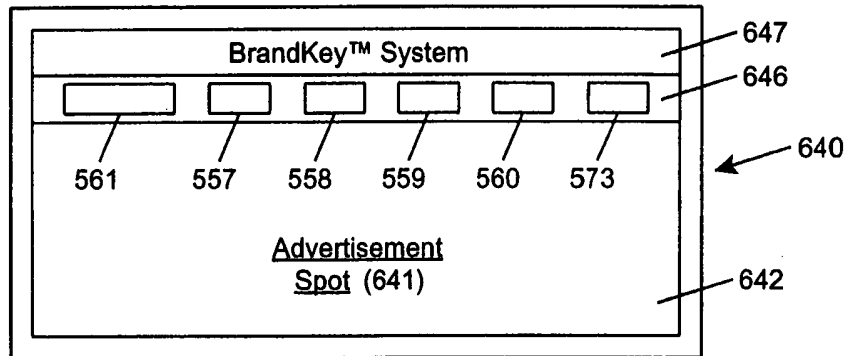 BrandKey™ System
647
646
561 557 558 559 560 573
640
Advertisement
Spot (641)
642